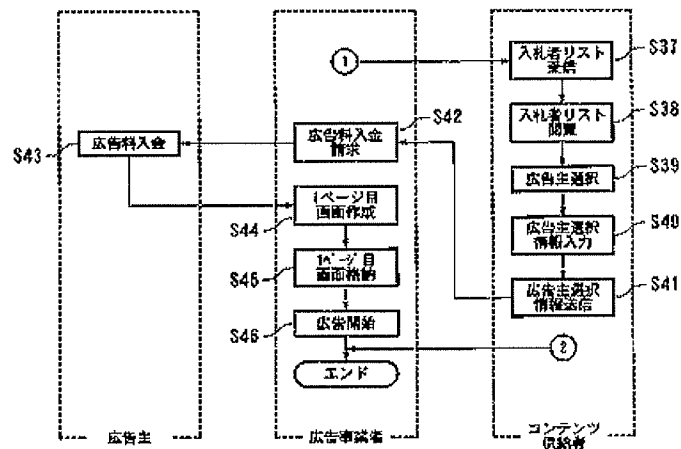 ①
入札者リスト
受信
S37
入札者リスト
閲覧
S38
広告主選択
S39
広告主選択
情報入力
S40
広告主選択
情報送信
S41
広告料入金
請求
S42
広告料入金
S43
1ページ目
画面作成
S44
1ページ目
画面格納
S45
広告開始
S46
②
エンド
広告主
広告事業者
コンテンツ
供給者